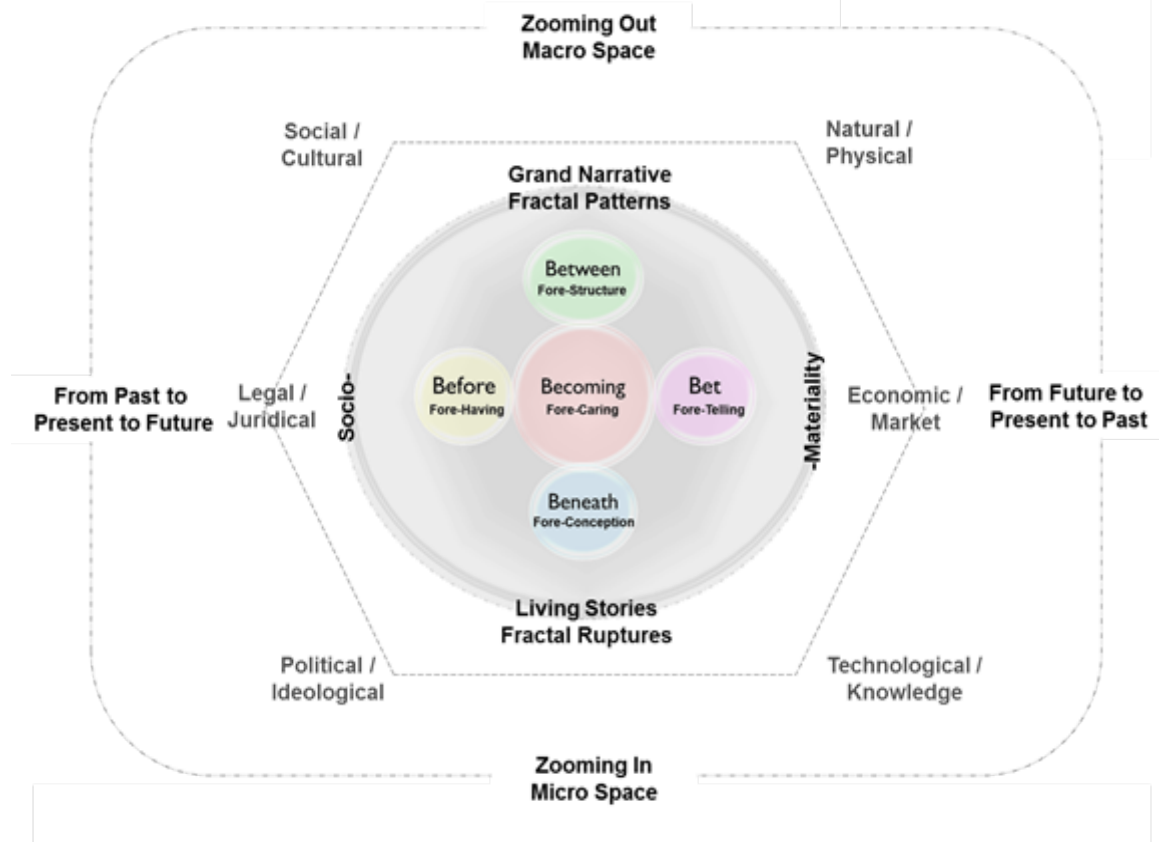 Zooming Out
Macro Space
Social /
Cultural
Natural /
Physical
Grand Narrative
Fractal Patterns
Between
Fore-Structure
From Past to
Present to Future
Legal /
Juridical
Socio-
Before
Fore-Having
Becoming
Fore-Caring
Bet
Fore-Telling
-Materiality
Economic /
Market
From Future to
Present to Past
Beneath
Fore-Conception
Living Stories
Fractal Ruptures
Political /
Ideological
Technological /
Knowledge
Zooming In
Micro Space